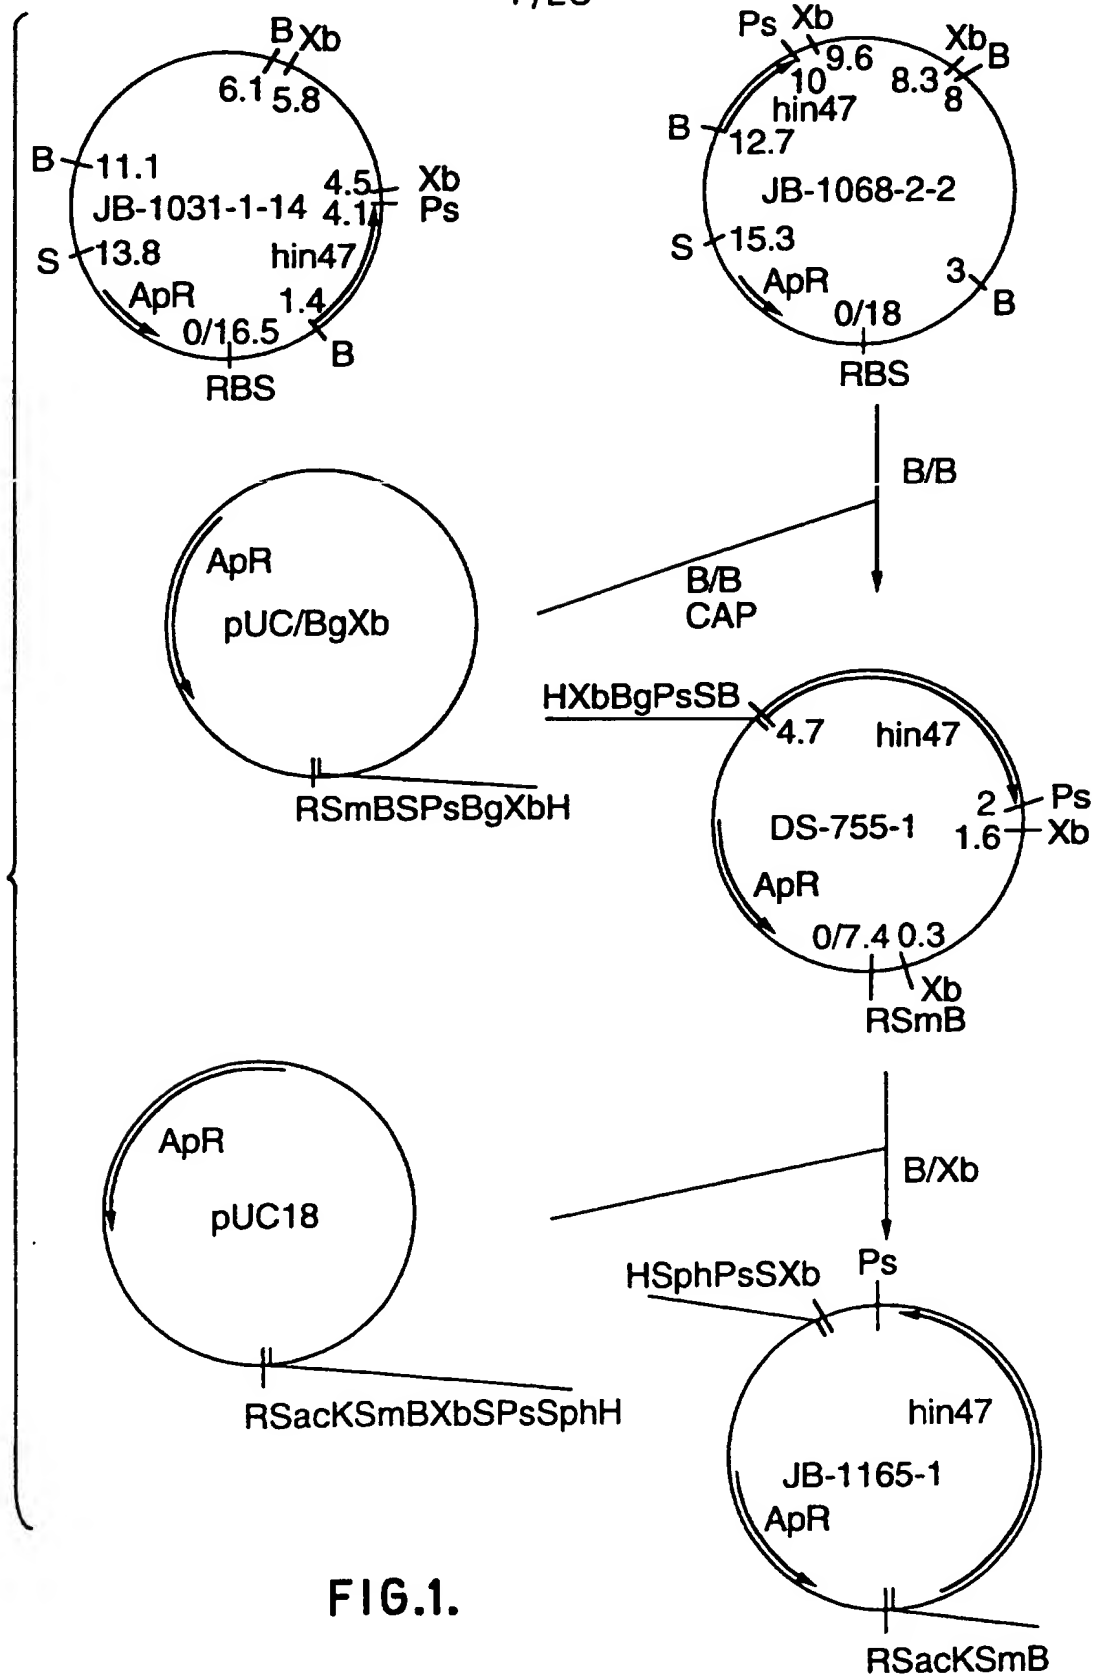 B Xb
6.1 5.8
B 11.1
JB-1031-1-14
4.5 Xb
4.1 Ps
S 13.8
hin47
ApR
1.4
0/16.5
B
RBS
Ps Xb
9.6
10
Xb B
8.3
8
hin47
B 12.7
JB-1068-2-2
S 15.3
ApR
3 B
0/18
RBS
B/B
ApR
pUC/BgXb
B/B
CAP
RSmBSPsBgXbH
HXbBgPsSB
4.7
hin47
2 Ps
1.6 Xb
DS-755-1
ApR
0/7.4 0.3
Xb
RSmB
ApR
pUC18
B/Xb
RSacKSmBXbSPsSphH
HSphPsSXb
Ps
hin47
JB-1165-1
ApR
RSacKSmB
FIG.1.